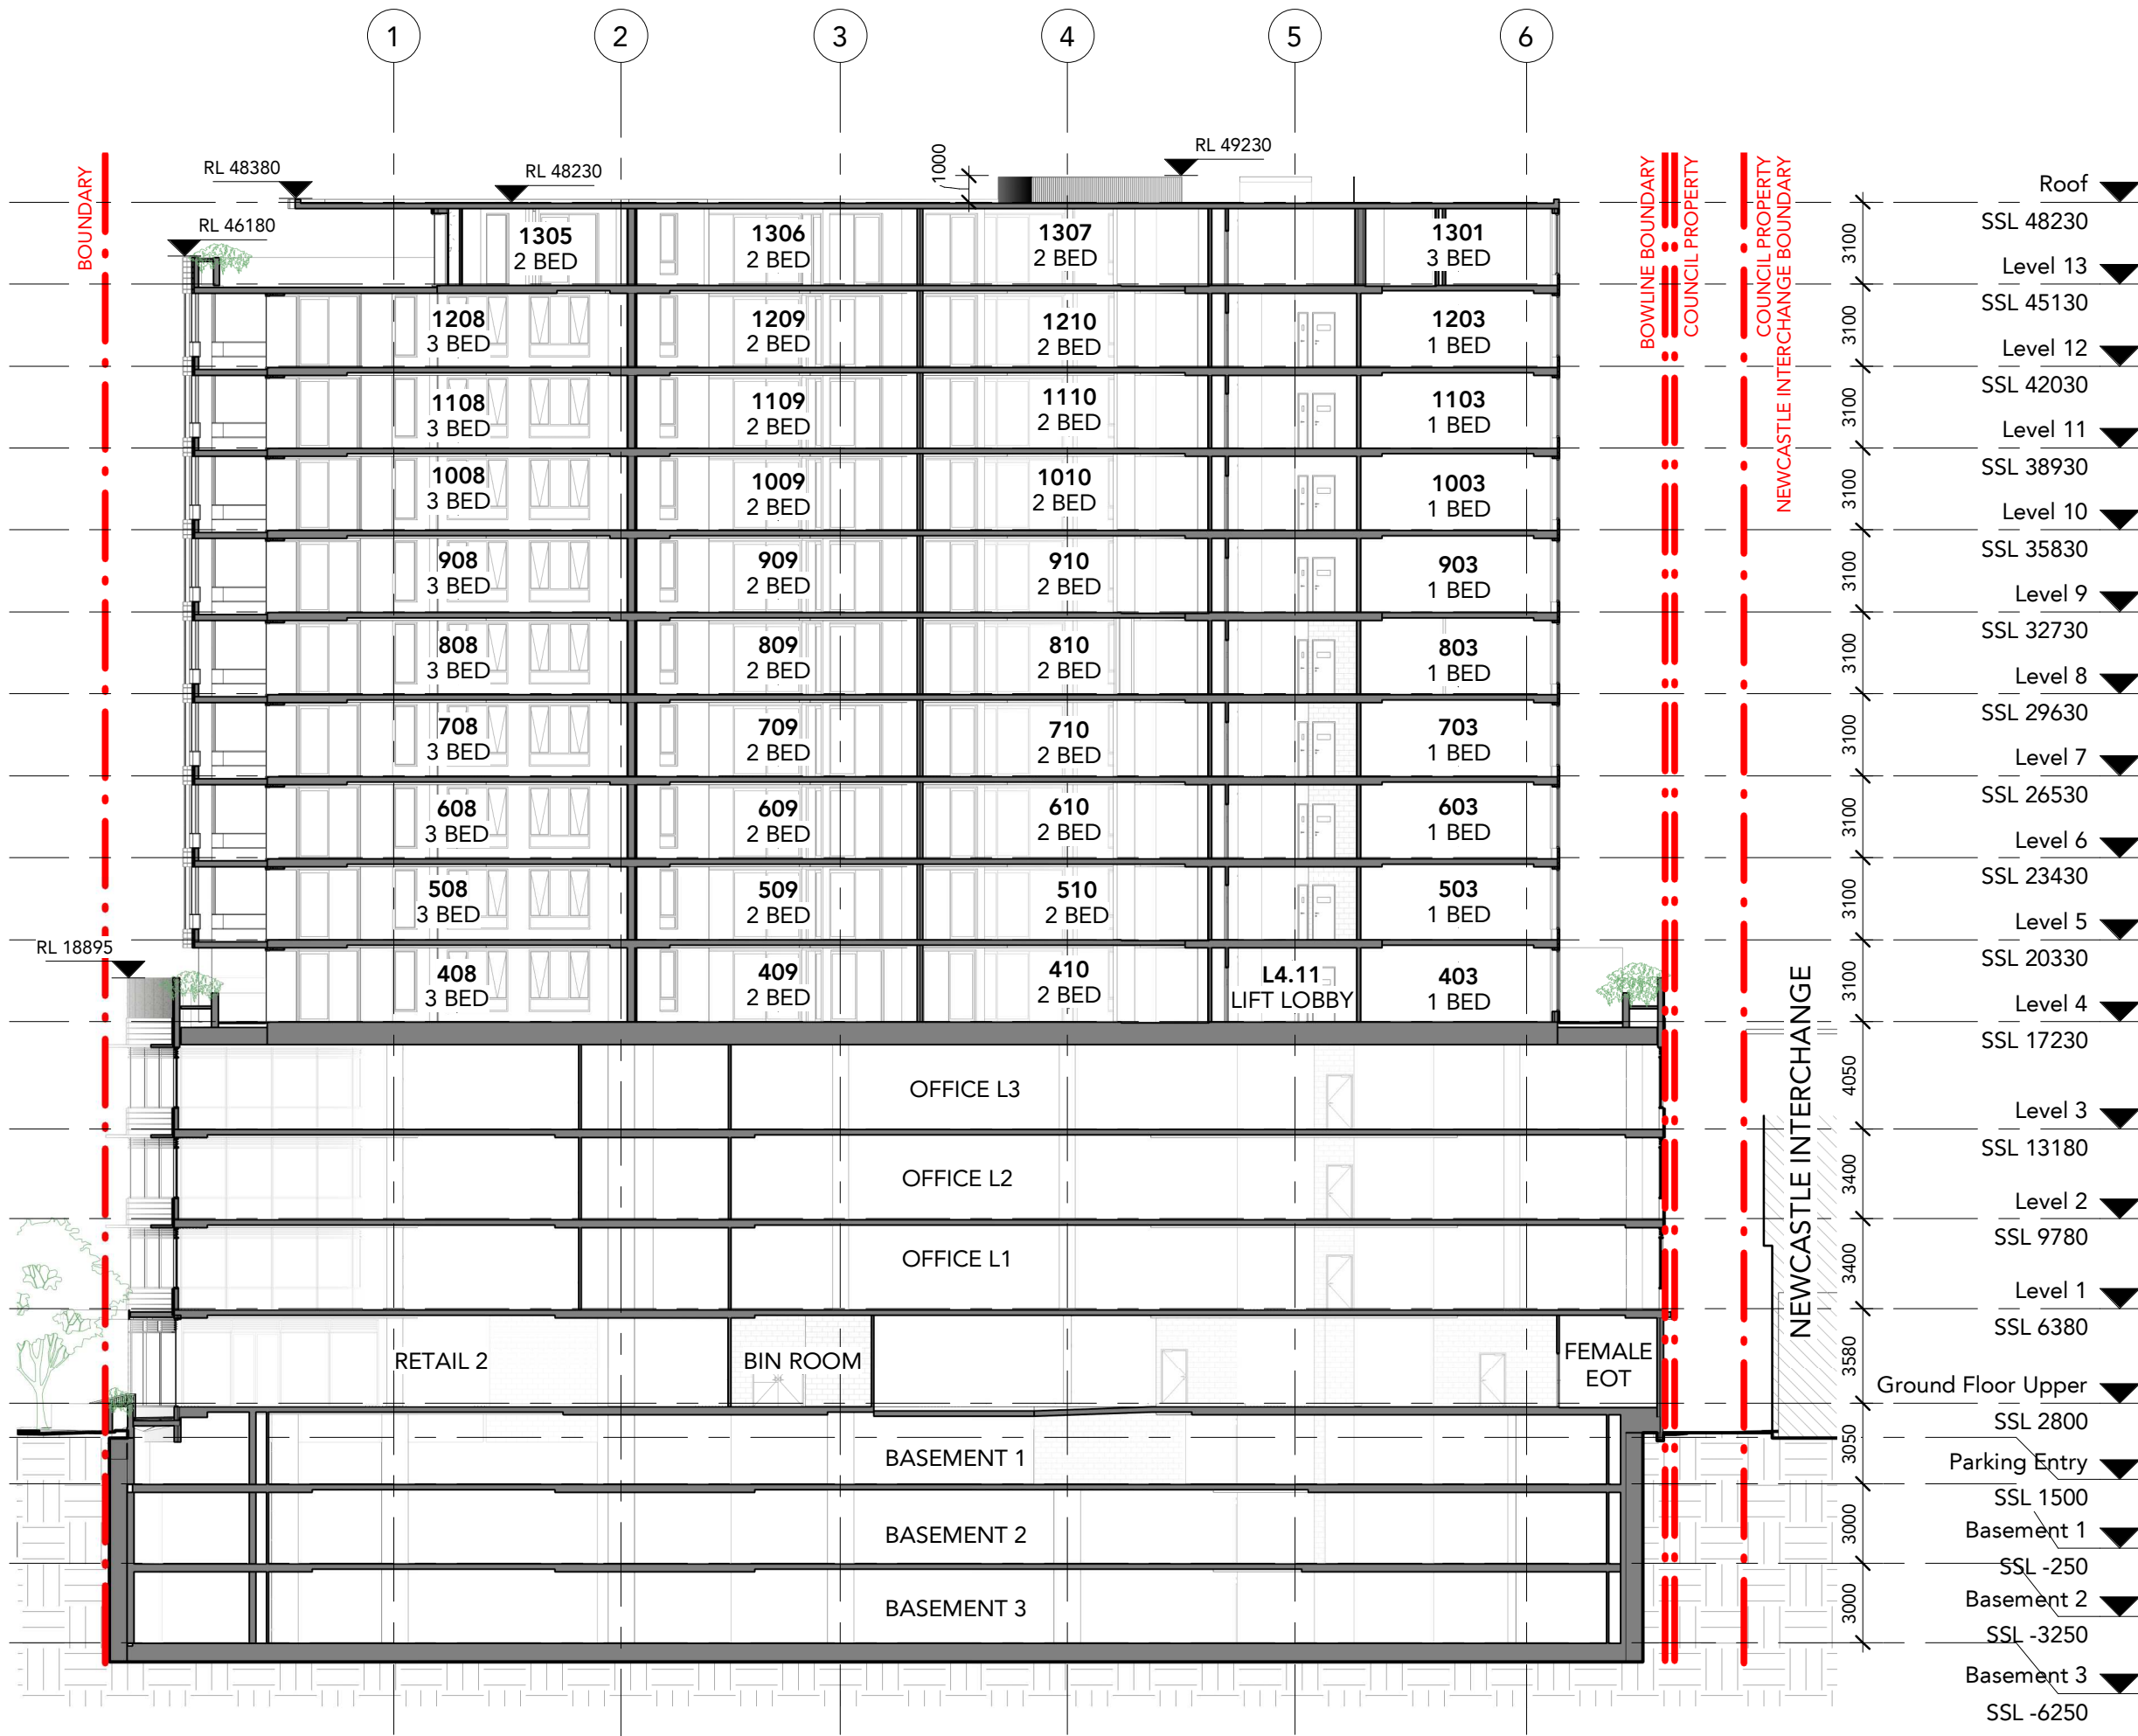 1
2
3
4
5
6
RL 48380
RL 48230
1000
RL 49230
RL 46180
BOUNDARY
BOWLINE BOUNDARY
COUNCIL PROPERTY
COUNCIL PROPERTY
NEWCASTLE INTERCHANGE BOUNDARY
Roof
SSL 48230
1305
2 BED
1306
2 BED
1307
2 BED
1301
3 BED
3100
Level 13
SSL 45130
1208
3 BED
1209
2 BED
1210
2 BED
1203
1 BED
3100
Level 12
SSL 42030
1108
3 BED
1109
2 BED
1110
2 BED
1103
1 BED
3100
Level 11
SSL 38930
1008
3 BED
1009
2 BED
1010
2 BED
1003
1 BED
3100
Level 10
SSL 35830
908
3 BED
909
2 BED
910
2 BED
903
1 BED
3100
Level 9
SSL 32730
808
3 BED
809
2 BED
810
2 BED
803
1 BED
3100
Level 8
SSL 29630
708
3 BED
709
2 BED
710
2 BED
703
1 BED
3100
Level 7
SSL 26530
608
3 BED
609
2 BED
610
2 BED
603
1 BED
3100
Level 6
SSL 23430
508
3 BED
509
2 BED
510
2 BED
503
1 BED
3100
Level 5
SSL 20330
RL 18895
408
3 BED
409
2 BED
410
2 BED
L4.11
LIFT LOBBY
403
1 BED
3100
Level 4
SSL 17230
NEWCASTLE INTERCHANGE
OFFICE L3
4050
Level 3
SSL 13180
OFFICE L2
3400
Level 2
SSL 9780
OFFICE L1
3400
Level 1
SSL 6380
RETAIL 2
BIN ROOM
FEMALE
EOT
3580
Ground Floor Upper
SSL 2800
BASEMENT 1
3050
Parking Entry
SSL 1500
BASEMENT 2
3000
Basement 1
SSL -250
BASEMENT 3
3000
Basement 2
SSL -3250
Basement 3
SSL -6250